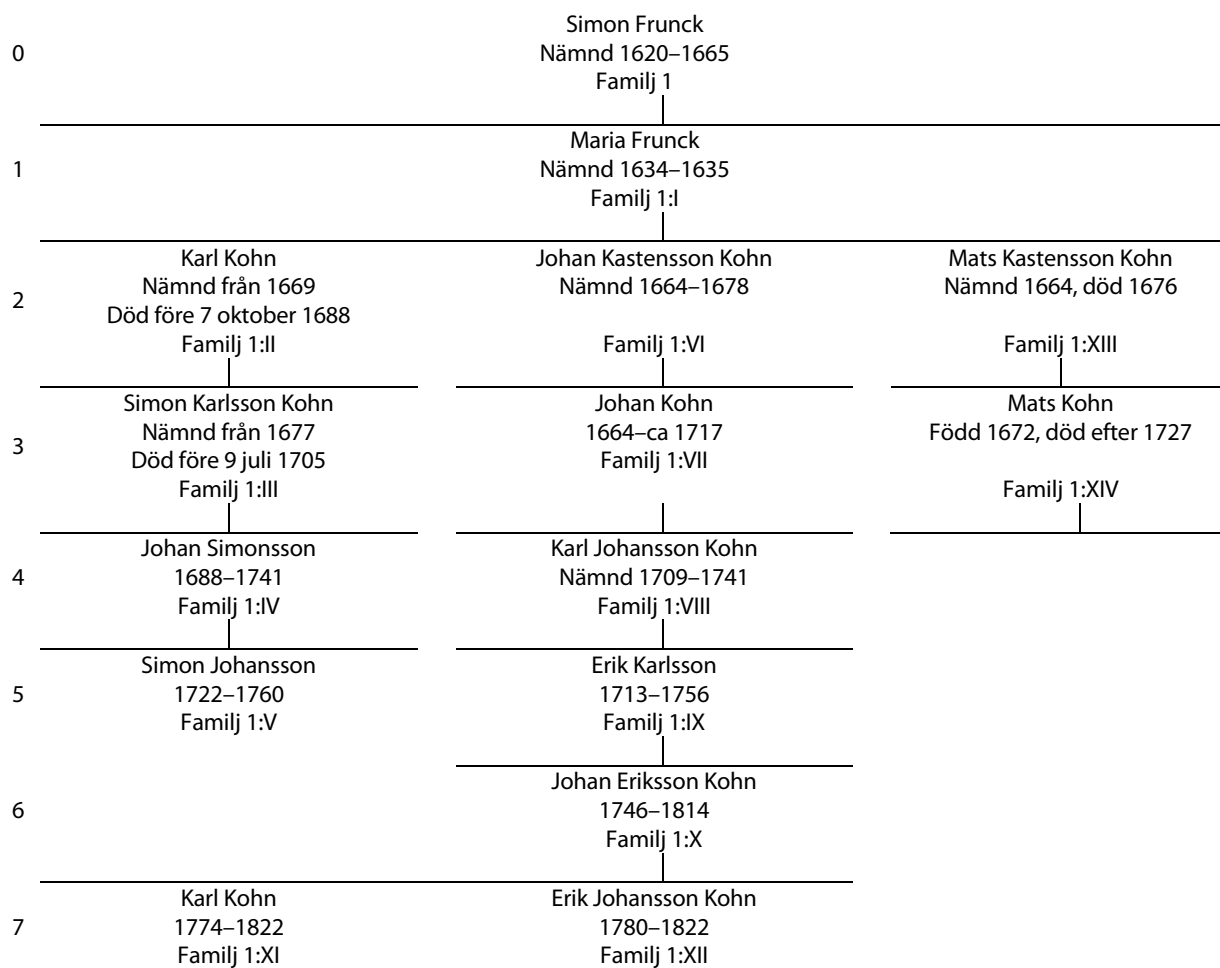 0
Simon Frunck
Nämnd 1620–1665
Familj 1
1
Maria Frunck
Nämnd 1634–1635
Familj 1:I
2
Karl Kohn
Nämnd från 1669
Död före 7 oktober 1688
Familj 1:II
Johan Kastensson Kohn
Nämnd 1664–1678
Familj 1:VI
Mats Kastensson Kohn
Nämnd 1664, död 1676
Familj 1:XIII
3
Simon Karlsson Kohn
Nämnd från 1677
Död före 9 juli 1705
Familj 1:III
Johan Kohn
1664–ca 1717
Familj 1:VII
Mats Kohn
Född 1672, död efter 1727
Familj 1:XIV
4
Johan Simonsson
1688–1741
Familj 1:IV
Karl Johansson Kohn
Nämnd 1709–1741
Familj 1:VIII
5
Simon Johansson
1722–1760
Familj 1:V
Erik Karlsson
1713–1756
Familj 1:IX
6
Johan Eriksson Kohn
1746–1814
Familj 1:X
7
Karl Kohn
1774–1822
Familj 1:XI
Erik Johansson Kohn
1780–1822
Familj 1:XII